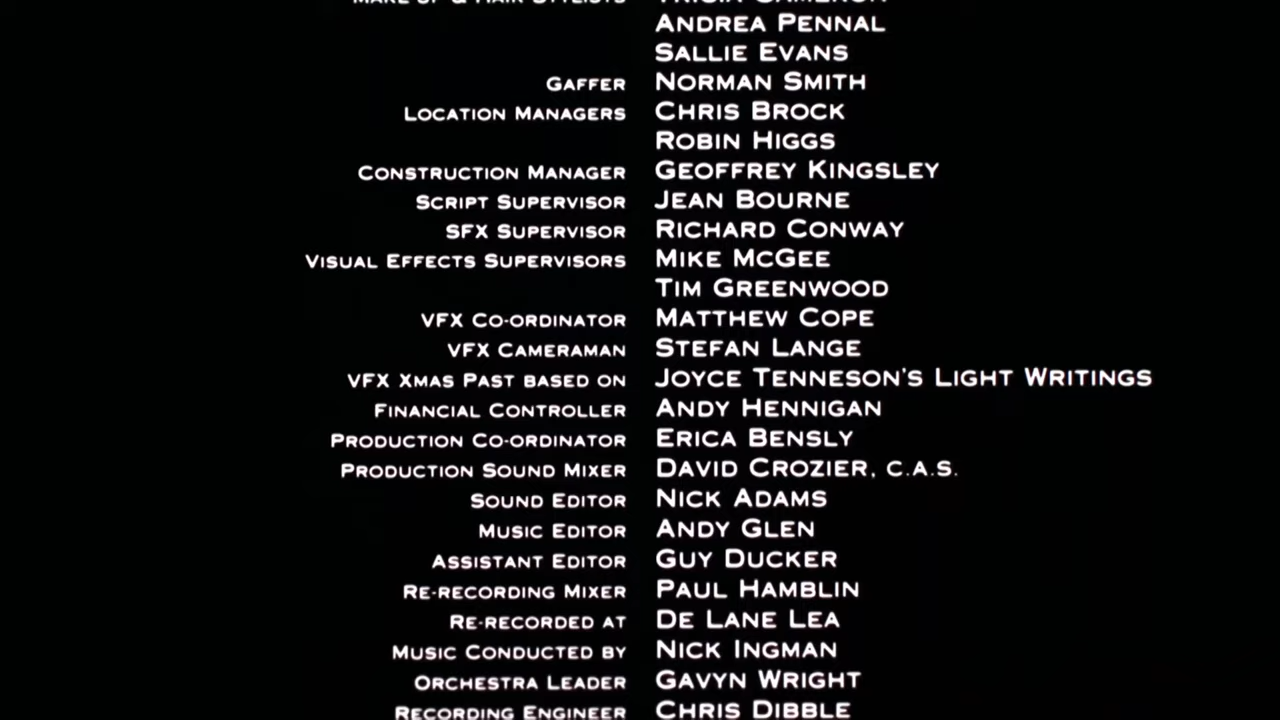 ANDREA PENNAL
SALLIE EVANS
GAFFER NORMAN SMITH
LOCATION MANAGERS CHRIS BROCK
ROBIN HIGGS
CONSTRUCTION MANAGER GEOFFREY KINGSLEY
SCRIPT SUPERVISOR JEAN BOURNE
SFX SUPERVISOR RICHARD CONWAY
VISUAL EFFECTS SUPERVISORS MIKE MCGEE
TIM GREENWOOD
VFX CO-ORDINATOR MATTHEW COPE
VFX CAMERAMAN STEFAN LANGE
VFX XMAS PAST BASED ON JOYCE TENNESON'S LIGHT WRITINGS
FINANCIAL CONTROLLER ANDY HENNIGAN
PRODUCTION CO-ORDINATOR ERICA BENSLY
PRODUCTION SOUND MIXER DAVID CROZIER, C.A.S.
SOUND EDITOR NICK ADAMS
MUSIC EDITOR ANDY GLEN
ASSISTANT EDITOR GUY DUCKER
RE-RECORDING MIXER PAUL HAMBLIN
RE-RECORDED AT DE LANE LEA
MUSIC CONDUCTED BY NICK INGMAN
ORCHESTRA LEADER GAVYN WRIGHT
RECORDING ENGINEER CHRIS DIBBLE